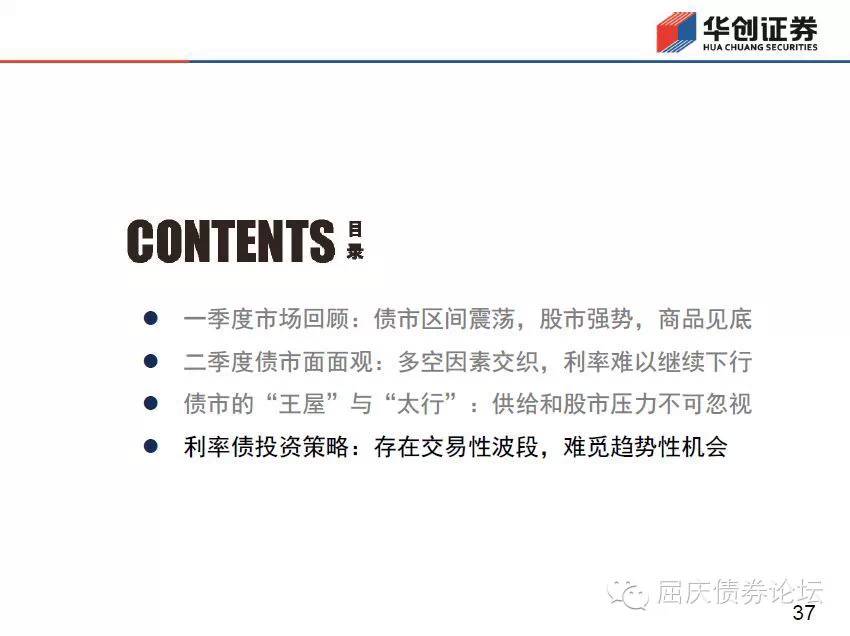 华创证券
HUA CHUANG SECURITIES
CONTENTS 目录
一季度市场回顾：债市区间震荡，股市强势，商品见底
二季度债市面面观：多空因素交织，利率难以继续下行
债市的“王屋”与“太行”：供给和股市压力不可忽视
利率债投资策略：存在交易性波段，难觅趋势性机会
屈庆债券论坛
37